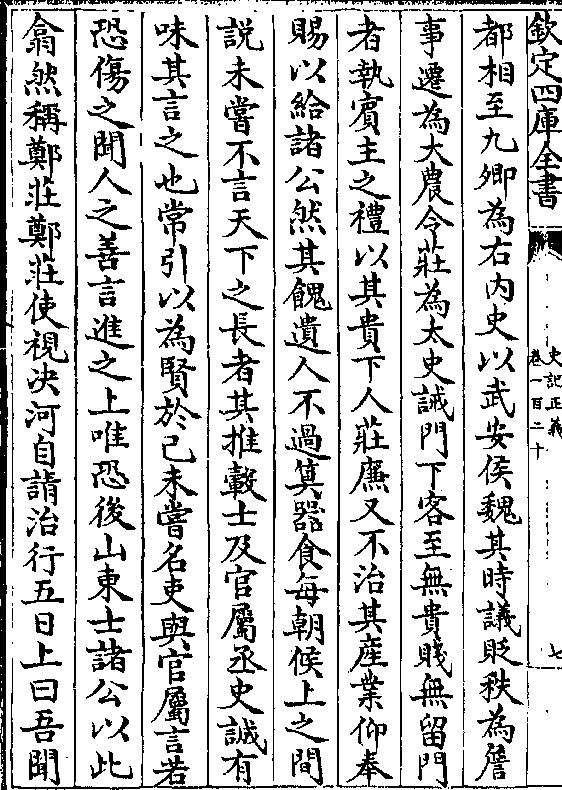 欽定四庫全書
史記正義
卷一百二十
七
都相至九卿為右内史以武安侯魏其時議貶秩為詹
事遷為大農令莊為太史誡門下客至無貴賤無留門
者執賓主之禮以其貴下人莊廉又不治其產業仰奉
賜以給諸公然其餽遺人不過筭器食每朝候上之間
說未嘗不言天下之長者其推轂士及官屬丞史誠有
味其言之也常引以為賢於己未嘗名吏與官屬言若
恐傷之聞人之善言進之上唯恐後山東士諸公以此
翕然稱鄭莊鄭莊使視決河自請治行五日上曰吾聞